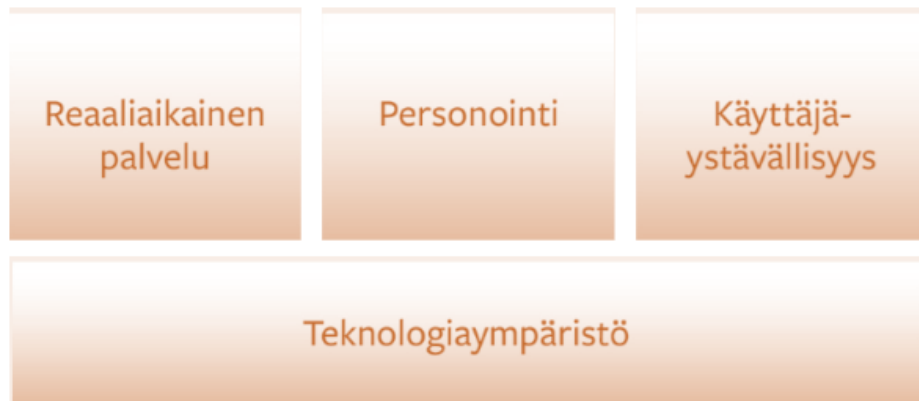 Reaaliaikainen
palvelu
Personointi
Käyttäjä-
ystävällisyys
Teknologiaympäristö